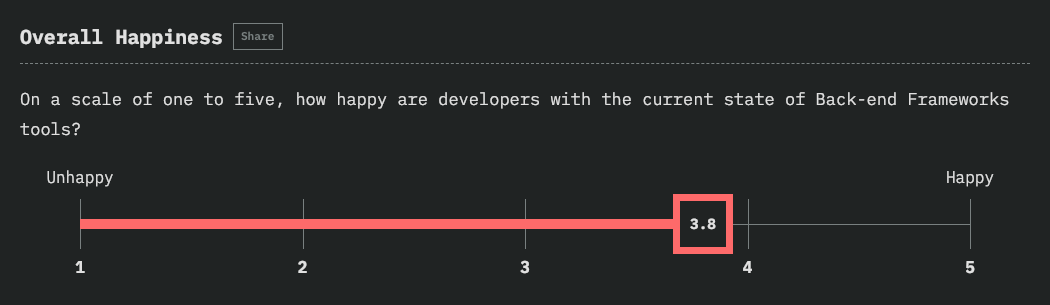 Overall Happiness Share
On a scale of one to five, how happy are developers with the current state of Back-end Frameworks
tools?
Unhappy Happy
3.8
1 2 3 4 5